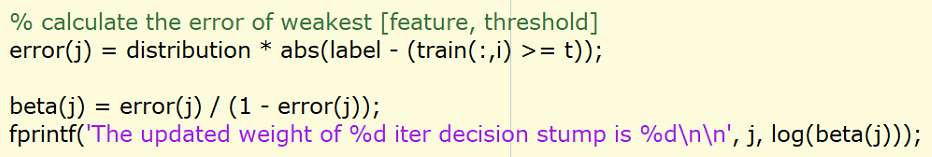 % calculate the error of weakest [feature, threshold]
error(j) = distribution * abs(label - (train(:,i) >= t));
beta(j) = error(j) / (1 - error(j));
fprintf('The updated weight of %d iter decision stump is %d\n\n', j, log(beta(j)));